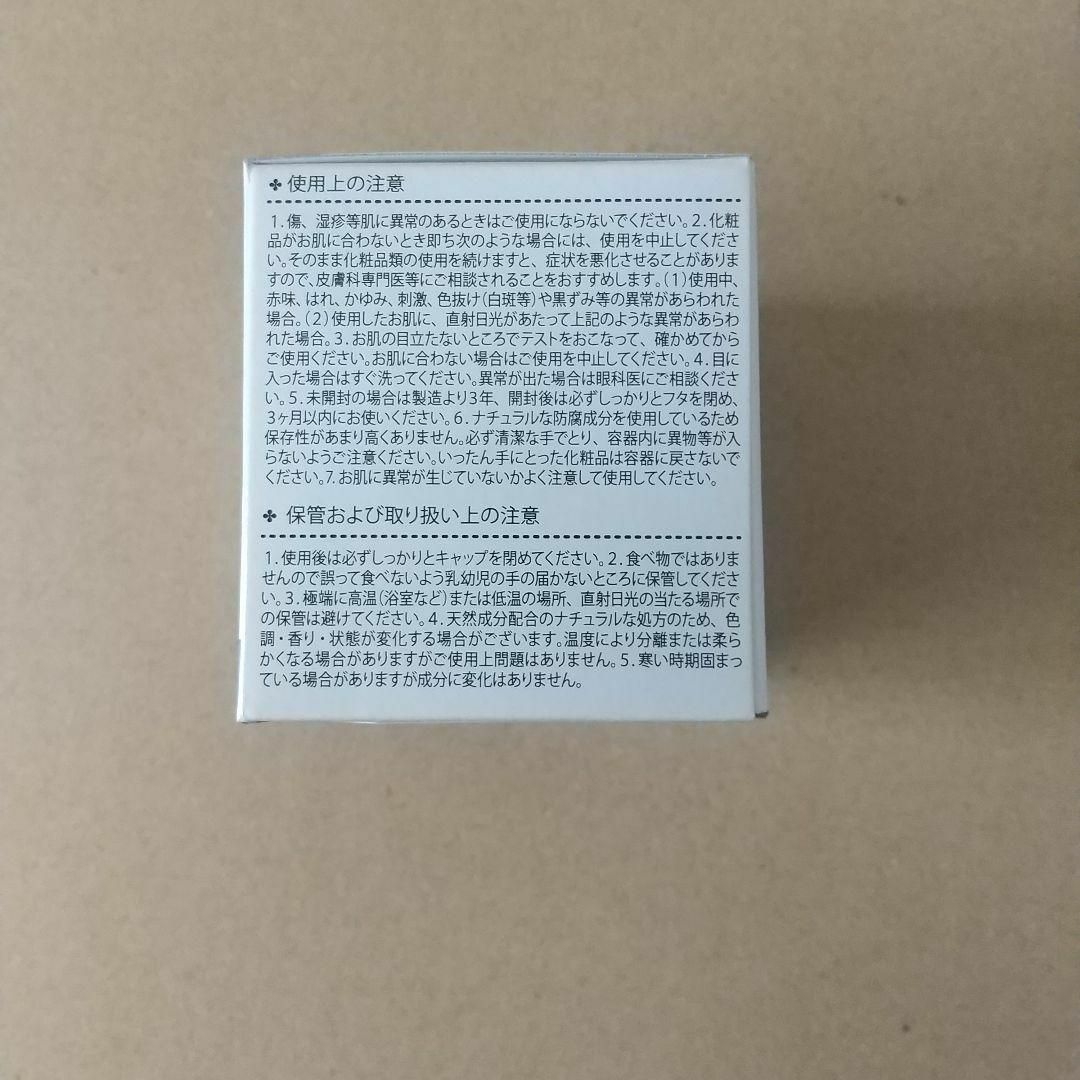 ✤ 使用上の注意
1.傷、湿疹等肌に異常のあるときはご使用にならないでください。2.化粧
品がお肌に合わないとき即ち次のような場合には、使用を中止してくださ
い。そのまま化粧品類の使用を続けますと、症状を悪化させることがありま
すので、皮膚科専門医等にご相談されることをおすすめします。(1)使用中、
赤味、はれ、かゆみ、刺激、色抜け(白斑等)や黒ずみ等の異常があらわれた
場合。(2)使用したお肌に、直射日光があたって上記のような異常があらわ
れた場合。3.お肌の目立たないところでテストをおこなって、確かめてから
ご使用ください。お肌に合わない場合はご使用を中止してください。4.目に
入った場合はすぐ洗ってください。異常が出た場合は眼科医にご相談くださ
い。5.未開封の場合は製造より3年、開封後は必ずしっかりとフタを閉め、
3ヶ月以内にお使いください。6.ナチュラルな防腐成分を使用しているため
保存性があまり高くありません。必ず清潔な手でとり、容器内に異物等が入
らないようご注意ください。いったん手にとった化粧品は容器に戻さないで
ください。7.お肌に異常が生じていないかよく注意して使用してください。
✤ 保管および取り扱い上の注意
1.使用後は必ずしっかりとキャップを閉めてください。2.食べ物ではありま
せんので誤って食べないよう乳幼児の手の届かないところに保管してくださ
い。3.極端に高温(浴室など)または低温の場所、直射日光の当たる場所で
の保管は避けてください。4.天然成分配合のナチュラルな処方のため、色
調・香り・状態が変化する場合がございます。温度により分離または柔ら
かくなる場合がありますがご使用上問題はありません。5.寒い時期固まっ
ている場合がありますが成分に変化はありません。